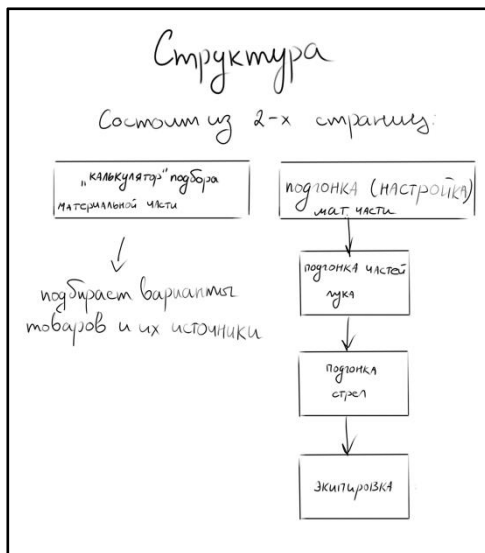 Структура
Состоит из 2-х страниц:
„калькулятор" подбора
материальной части
подбирает варианты
товаров и их источники
подгонка (настройка)
мат. части
подгонка частей
лука
подгонка
стрел
экипировка